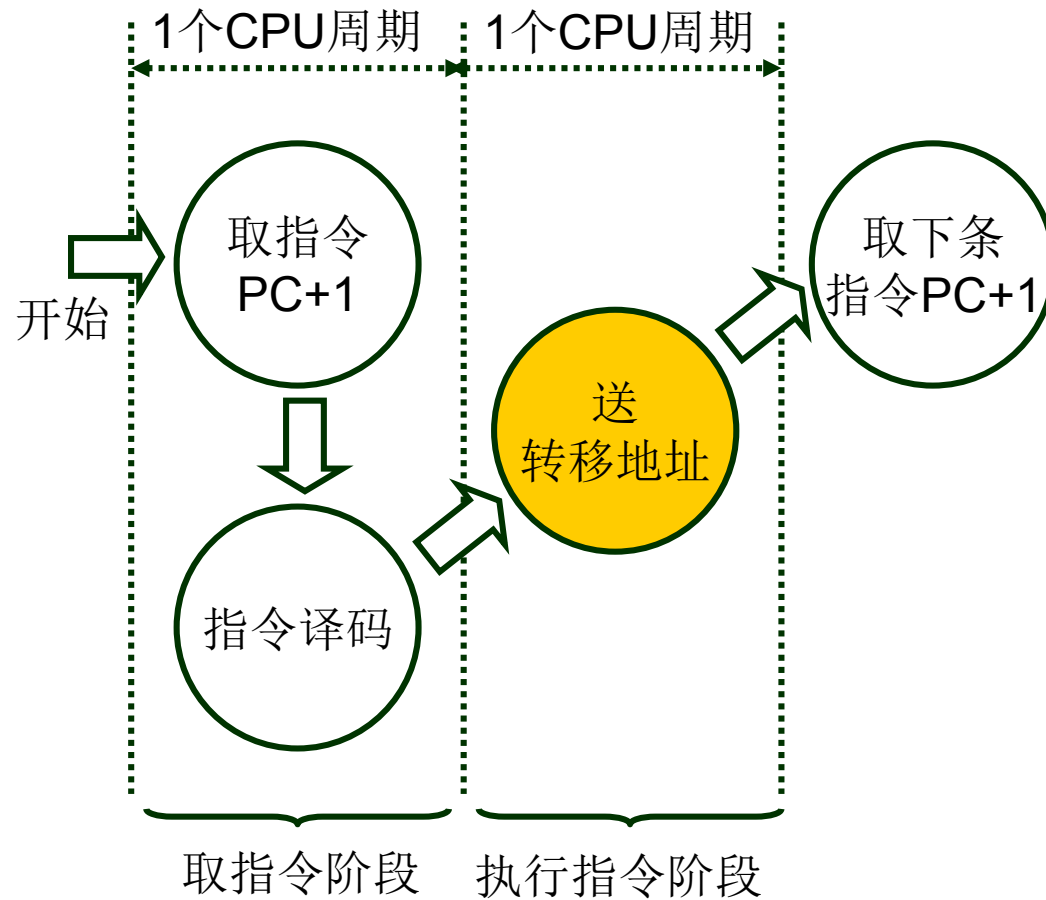 1个CPU周期
1个CPU周期
开始
取指令
PC+1
指令译码
送
转移地址
取下条
指令PC+1
取指令阶段
执行指令阶段